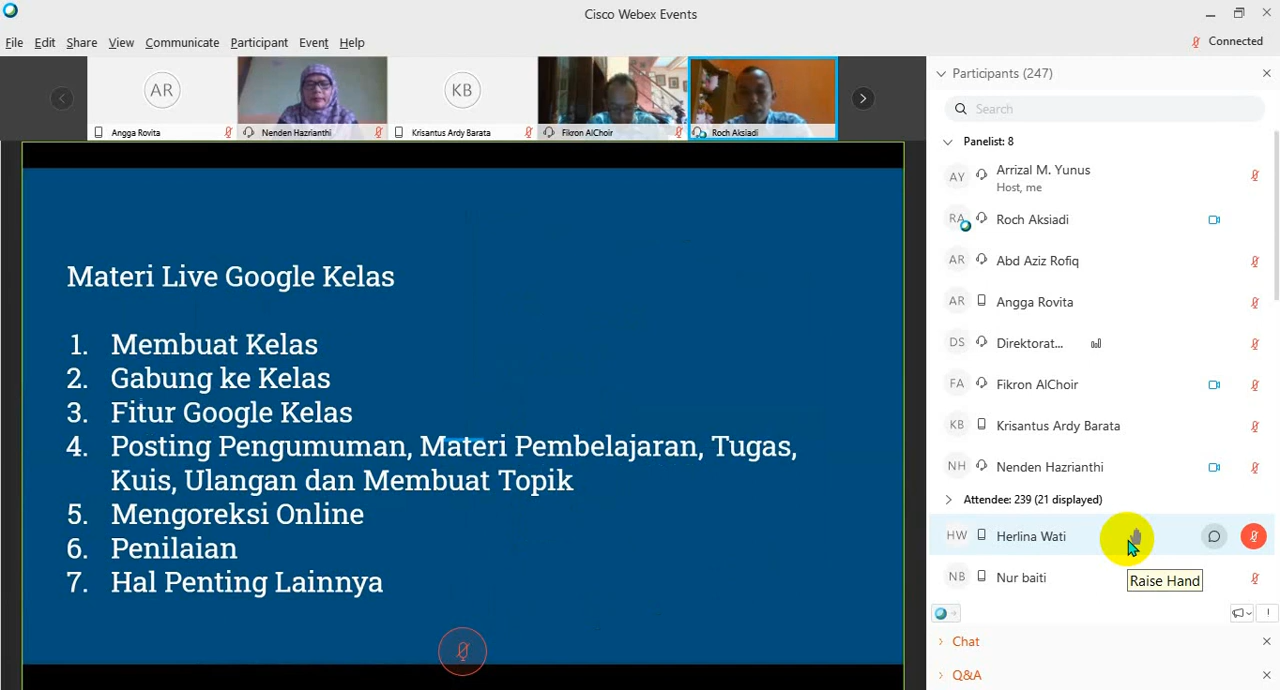 Cisco Webex Events
File Edit Share View Communicate Participant Event Help
Connected
AR
Angga Rovita
Nenden Hazrianthi
KB
Krisantus Ardy Barata
Fikron AlChoir
Roch Aksiadi
Materi Live Google Kelas
1. Membuat Kelas
2. Gabung ke Kelas
3. Fitur Google Kelas
4. Posting Pengumuman, Materi Pembelajaran, Tugas,
Kuis, Ulangan dan Membuat Topik
5. Mengoreksi Online
6. Penilaian
7. Hal Penting Lainnya
Participants (247)
Search
Panelist: 8
AY Arrizal M. Yunus
Host, me
RA Roch Aksiadi
AR Abd Aziz Rofiq
AR Angga Rovita
DS Direktorat...
FA Fikron AlChoir
KB Krisantus Ardy Barata
NH Nenden Hazrianthi
Attendee: 239 (21 displayed)
HW Herlina Wati
NB Nur baiti
Raise Hand
Chat
Q&A